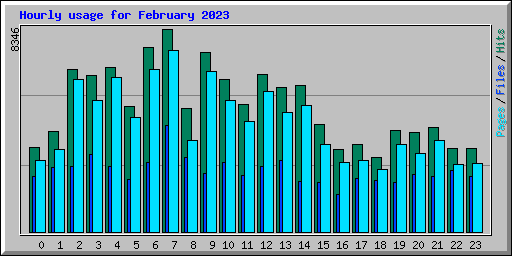 Hourly usage for February 2023
8346
Pages/Files/Hits
0 1 2 3 4 5 6 7 8 9 10 11 12 13 14 15 16 17 18 19 20 21 22 23